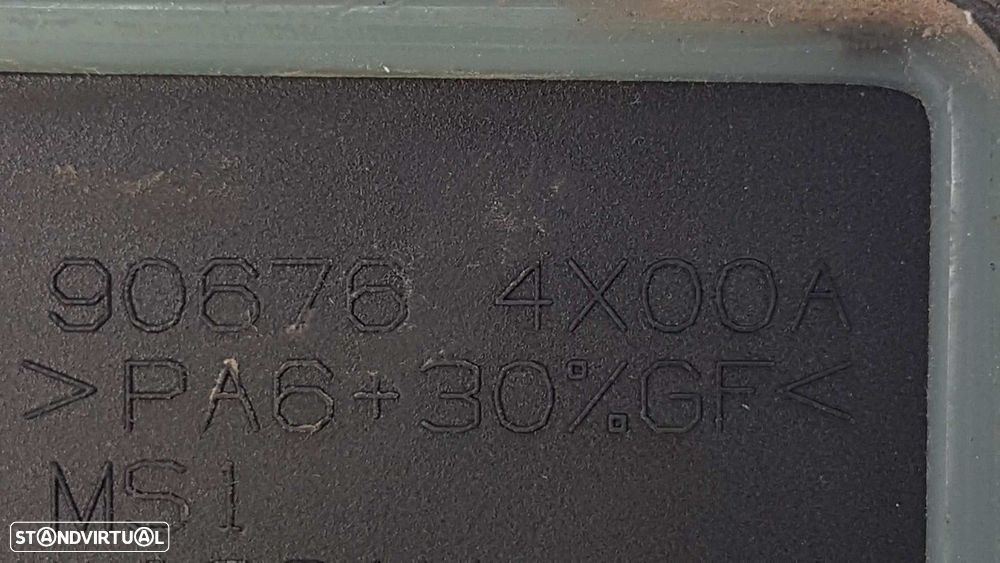 90676 4X00A
>PA6+30%GF<
MS1
STANDVIRTUAL